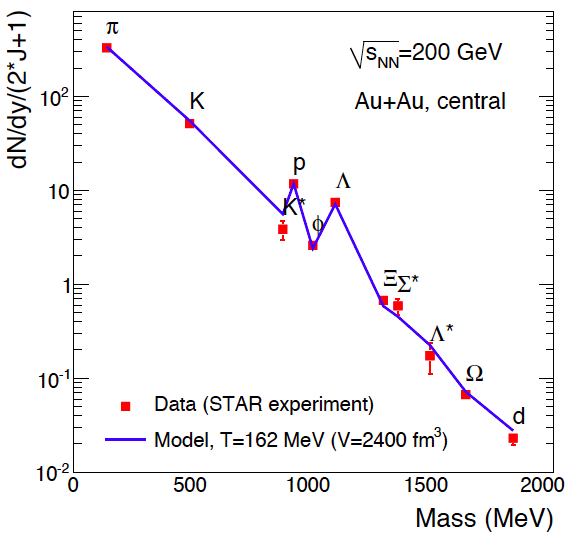 π
√sNN=200 GeV
Au+Au, central
K
p
Λ
K*
ϕ
Ξ
Σ*
Λ*
Ω
d
Data (STAR experiment)
Model, T=162 MeV (V=2400 fm³)
dN/dy/(2*J+1)
10²
10
1
10⁻¹
10⁻²
0
500
1000
1500
2000
Mass (MeV)